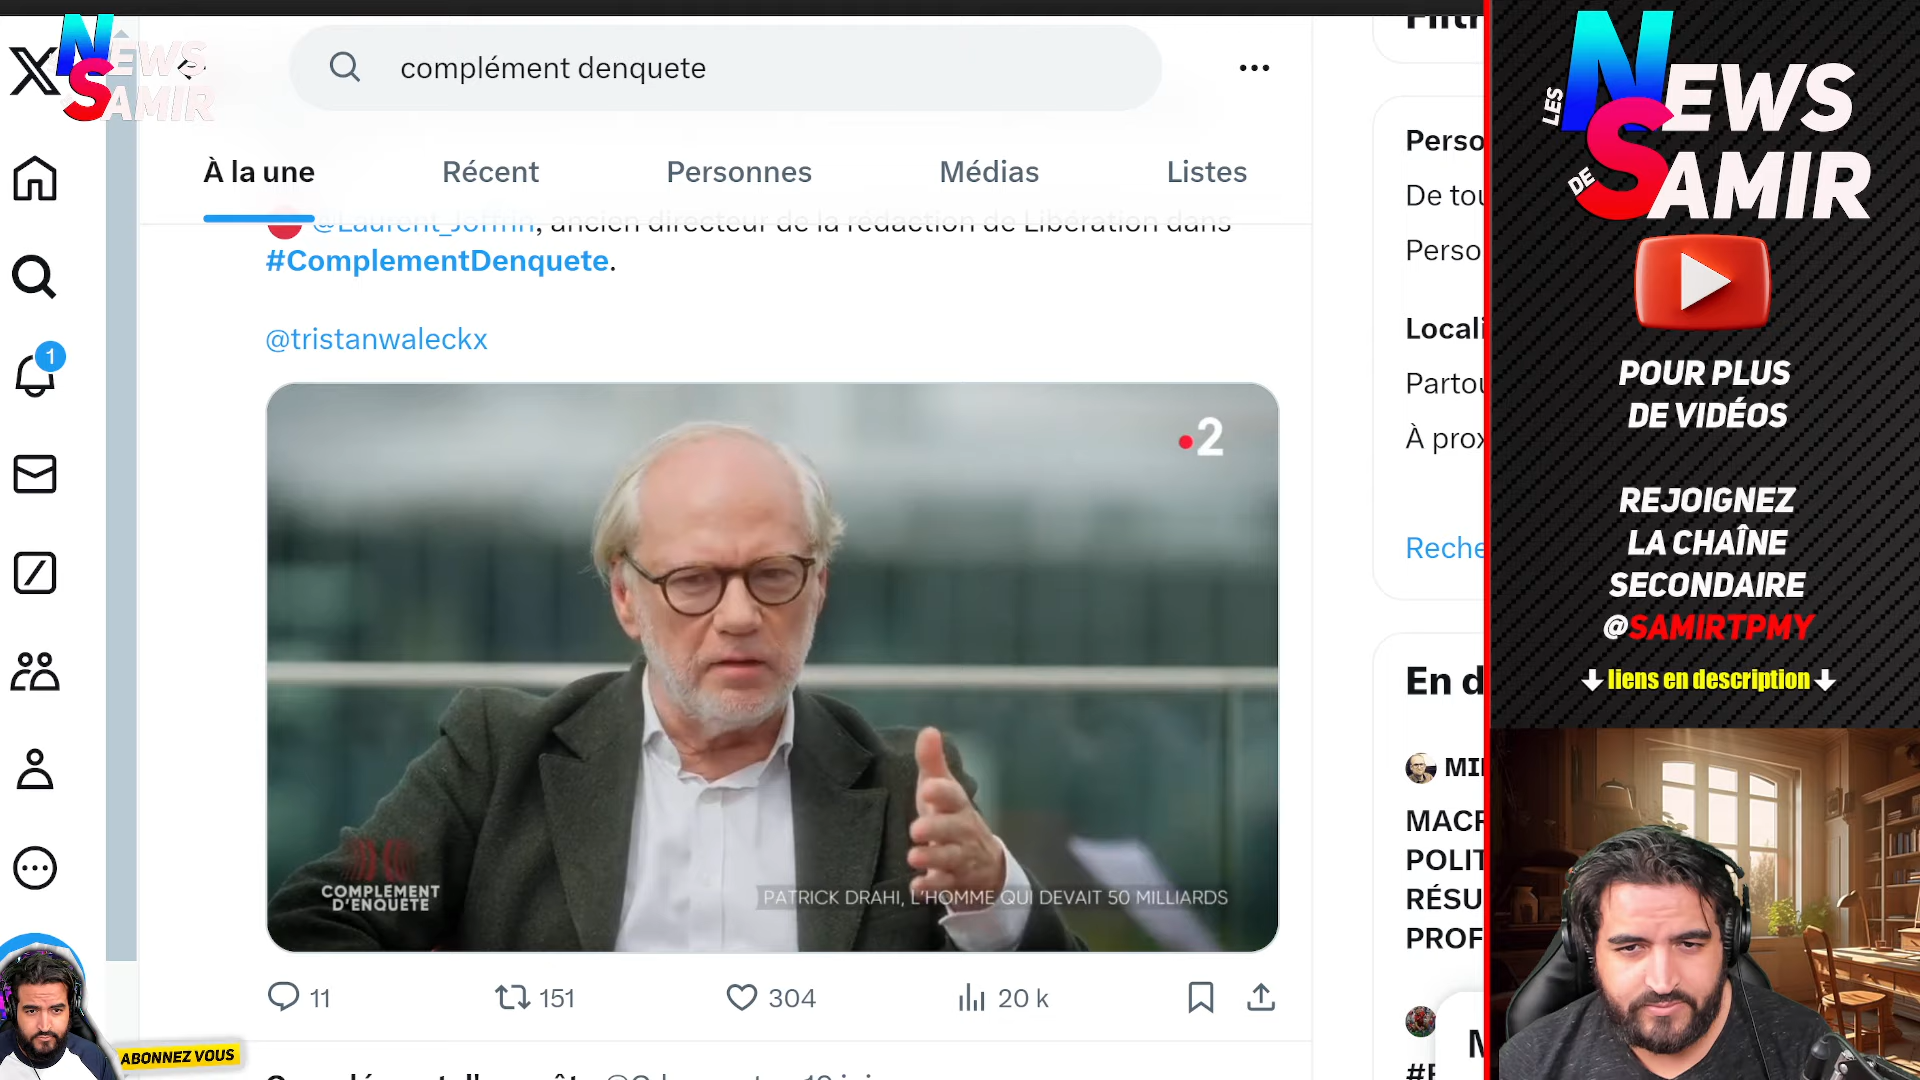 complément denquete
À la une
Récent
Personnes
Médias
Listes
@Laurent_Joffrin, ancien directeur de la rédaction de Libération dans
#ComplementDenquete.
@tristanwaleckx
2
COMPLEMENT
D'ENQUÊTE
PATRICK DRAHI, L'HOMME QUI DEVAIT 50 MILLIARDS
11
151
304
20 k
1
NEWS
SAMIR
ABONNEZ VOUS
Perso
De tou
Perso
Locali
Partou
À prox
Reche
En d
MACR
POLIT
RÉSU
PROF
LES
NEWS
DE
SAMIR
POUR PLUS
DE VIDÉOS
REJOIGNEZ
LA CHAÎNE
SECONDAIRE
@SAMIRTPMY
liens en description